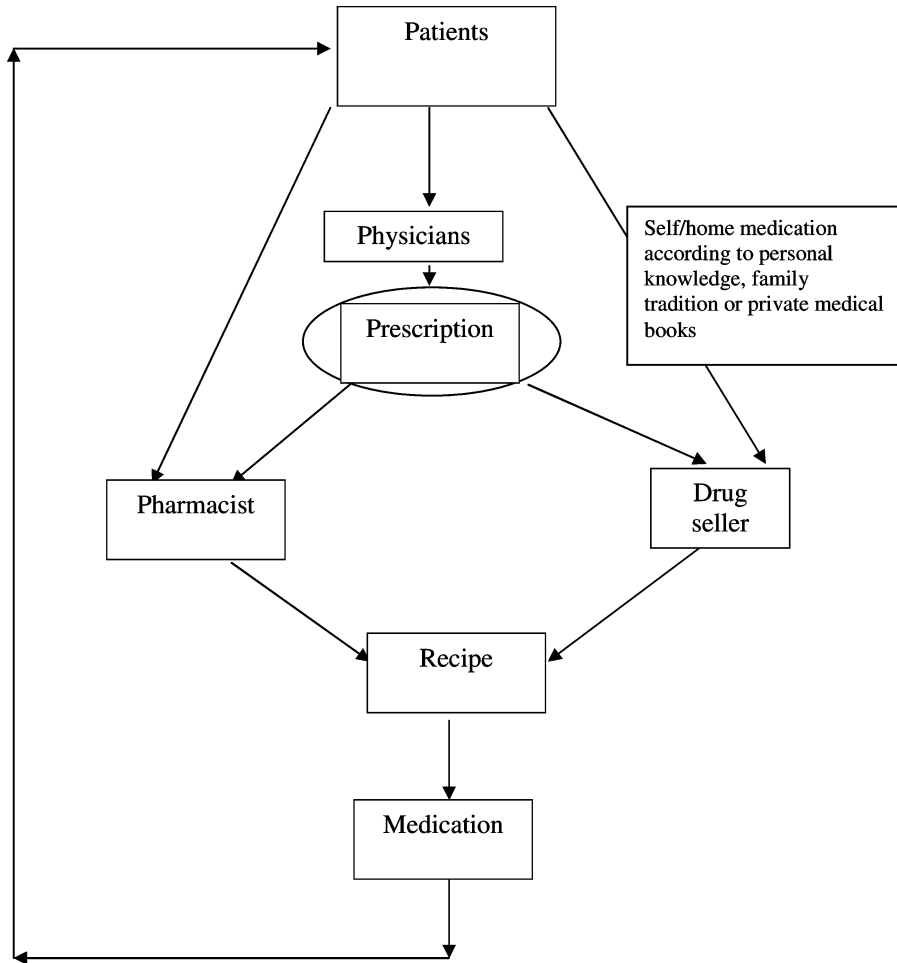 Patients
Physicians
Self/home medication
according to personal
knowledge, family
tradition or private medical
books
Prescription
Pharmacist
Drug
seller
Recipe
Medication